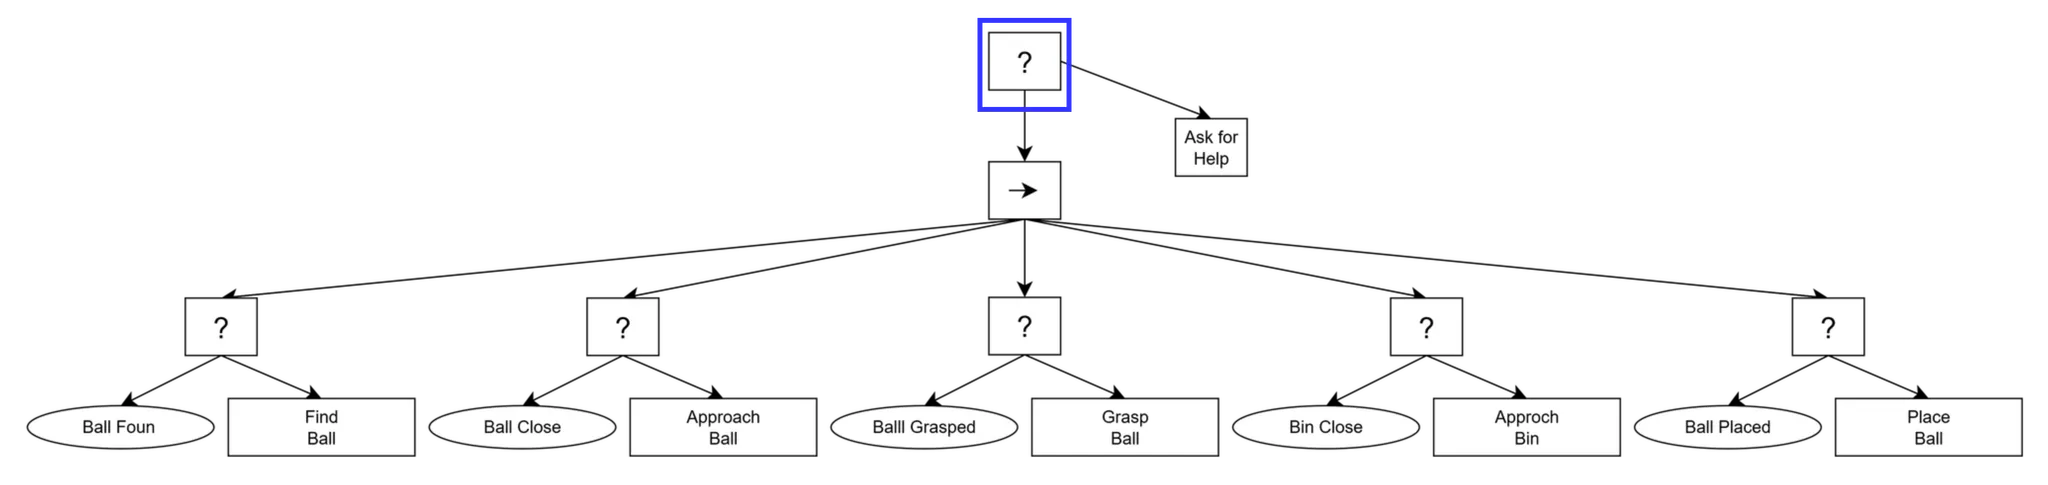 ?
Ask for
Help
?
?
?
?
?
Ball Foun
Find
Ball
Ball Close
Approach
Ball
Balll Grasped
Grasp
Ball
Bin Close
Approch
Bin
Ball Placed
Place
Ball